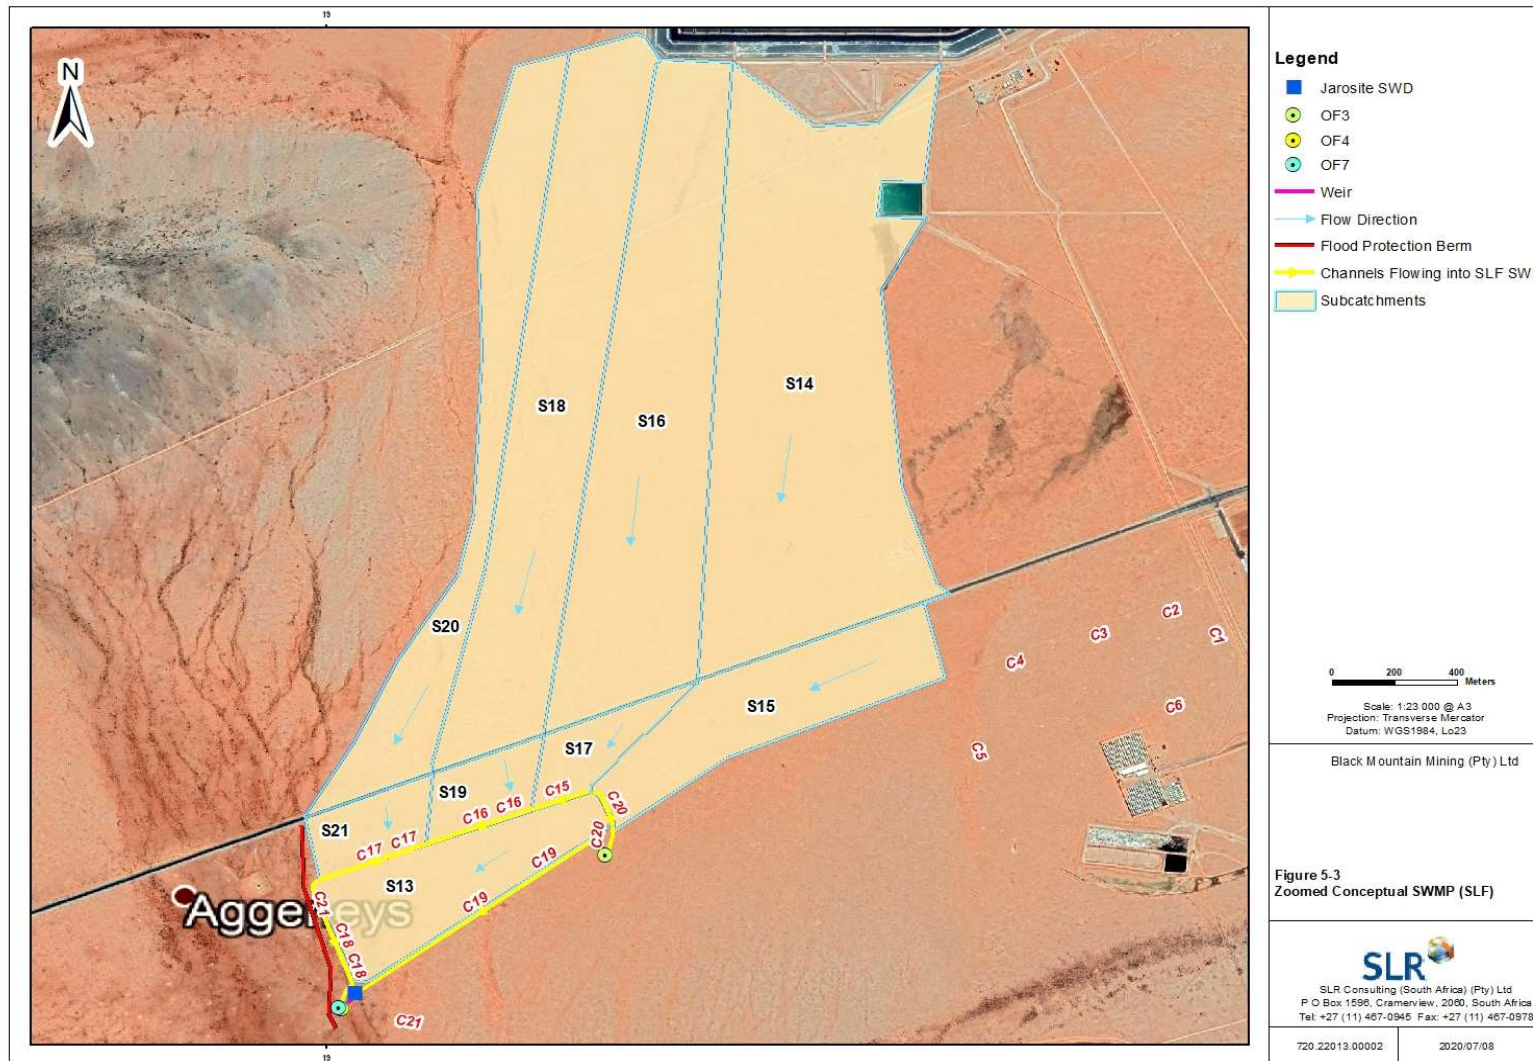 19
N
S18
S16
S14
S20
S15
S17
S19
S21
S13
C15
C16
C16
C17
C17
C20
C20
C19
C19
C21
C18
C18
C21
C1
C2
C3
C4
C5
C6
Aggeneys
19
Legend
Jarosite SWD
OF3
OF4
OF7
Weir
Flow Direction
Flood Protection Berm
Channels Flowing into SLF SW
Subcatchments
0 200 400
Meters
Scale: 1:23 000 @ A3
Projection: Transverse Mercator
Datum: WGS1984, Lo23
Black Mountain Mining (Pty) Ltd
Figure 5-3
Zoomed Conceptual SWMP (SLF)
SLR
SLR Consulting (South Africa) (Pty) Ltd
P O Box 1596, Cramerview, 2060, South Africa
Tel: +27 (11) 467-0945 Fax: +27 (11) 467-0978
720.22013.00002
2020/07/08